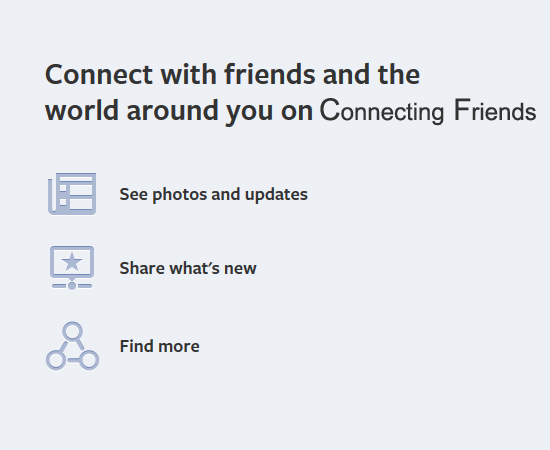 Connect with friends and the
world around you on Connecting Friends
See photos and updates
Share what's new
Find more